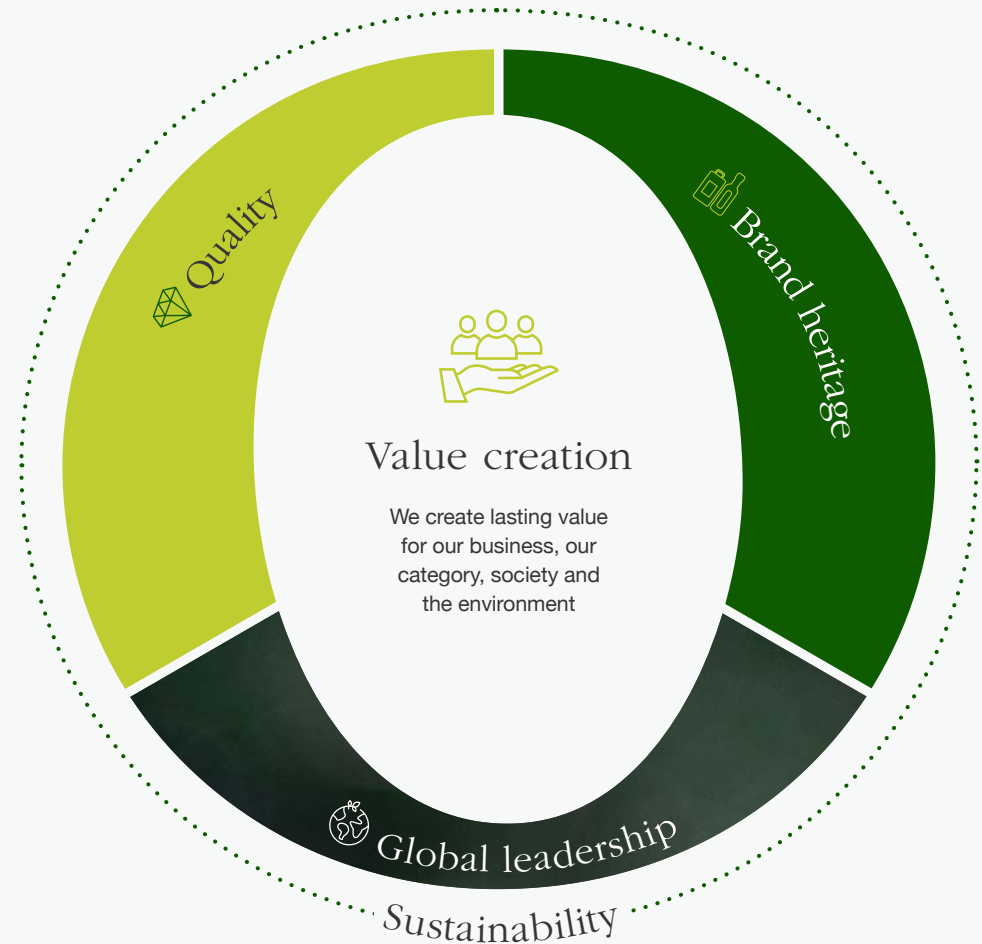 Quality
Brand heritage
Value creation
We create lasting value
for our business, our
category, society and
the environment
Global leadership
Sustainability